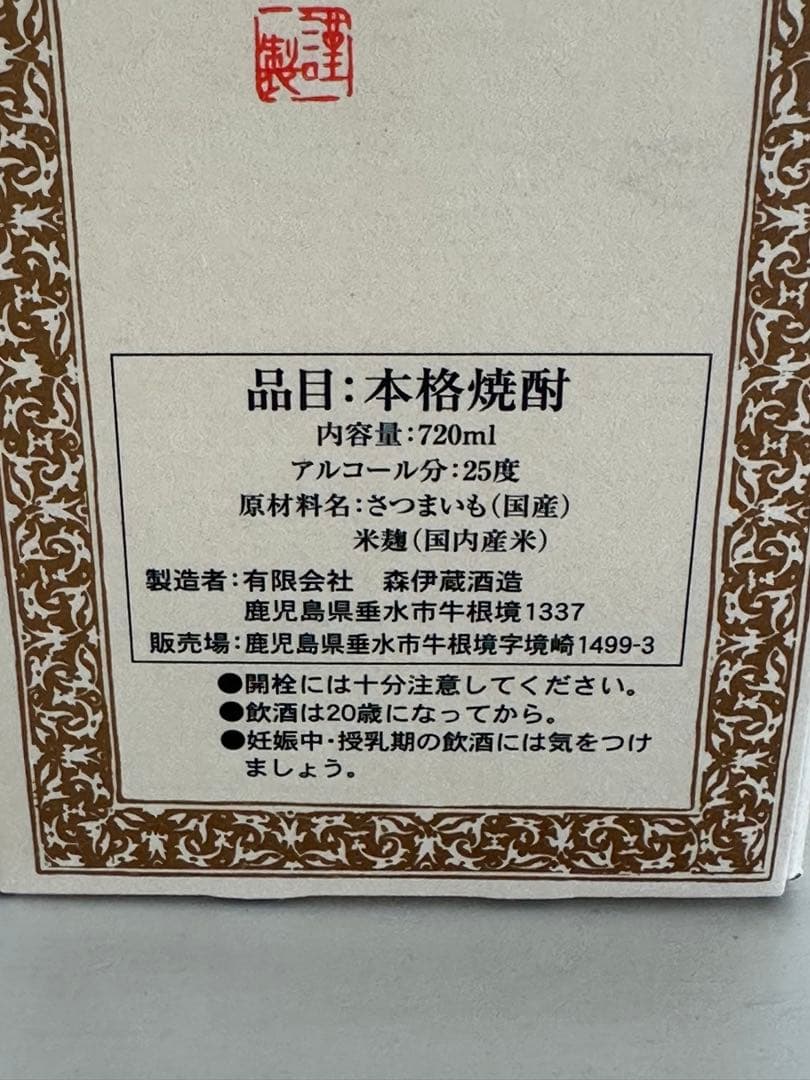 謹製
品目：本格焼酎
内容量：720ml
アルコール分：25度
原材料名：さつまいも（国産）
米麹（国内産米）
製造者：有限会社　森伊蔵酒造
鹿児島県垂水市牛根境1337
販売場：鹿児島県垂水市牛根境字境崎1499-3
●開栓には十分注意してください。
●飲酒は20歳になってから。
●妊娠中・授乳期の飲酒には気をつけ
ましょう。